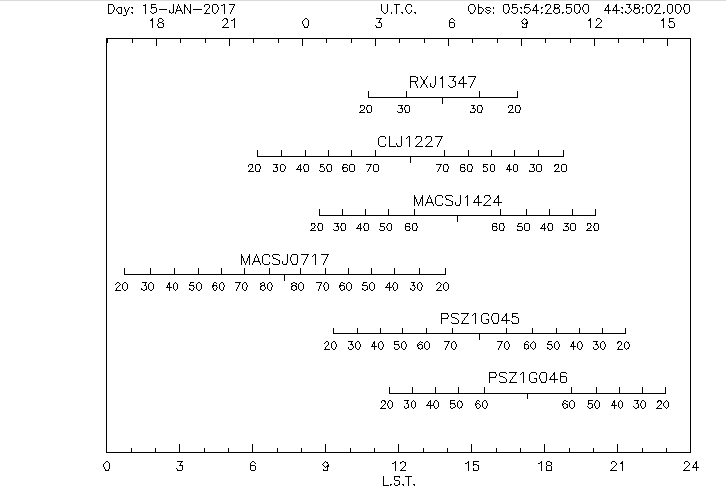 Day: 15-JAN-2017 U.T.C. Obs: 05:54:28.500 44:38:02.000
18 21 0 3 6 9 12 15
RXJ1347
20 30 30 20
CLJ1227
20 30 40 50 60 70 70 60 50 40 30 20
MACSJ1424
20 30 40 50 60 60 50 40 30 20
MACSJ0717
20 30 40 50 60 70 80 80 70 60 50 40 30 20
PSZ1G045
20 30 40 50 60 70 70 60 50 40 30 20
PSZ1G046
20 30 40 50 60 60 50 40 30 20
0 3 6 9 12 15 18 21 24
L.S.T.